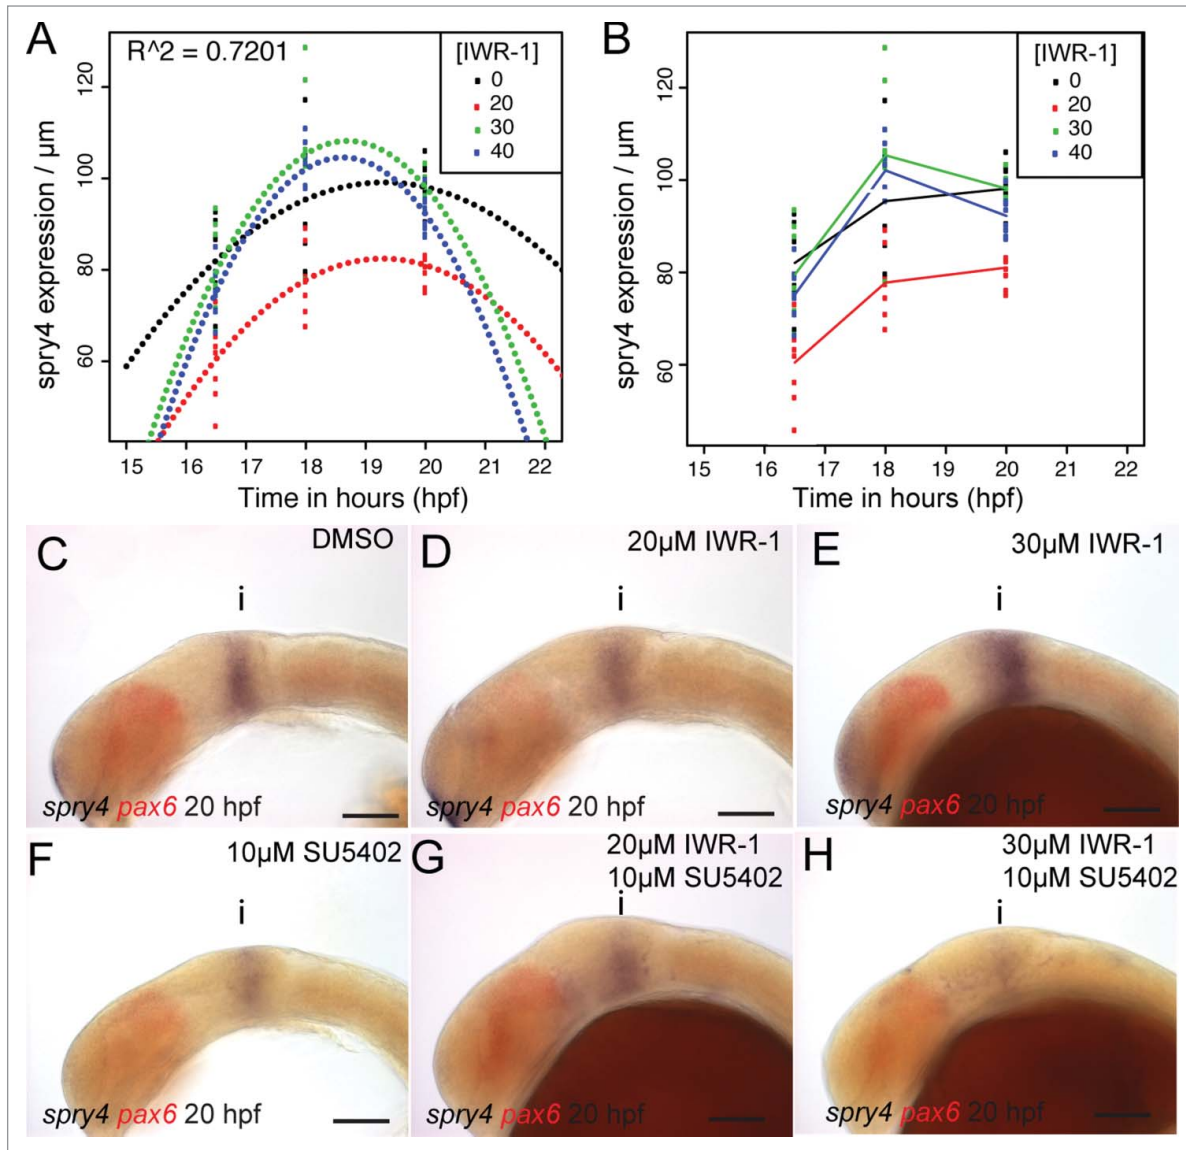 A
R^2 = 0.7201
[IWR-1]
0
20
30
40
spry4 expression / µm
120
100
80
60
15 16 17 18 19 20 21 22
Time in hours (hpf)
B
[IWR-1]
0
20
30
40
spry4 expression / µm
120
100
80
60
15 16 17 18 19 20 21 22
Time in hours (hpf)
C
DMSO
i
spry4 pax6 20 hpf
D
20µM IWR-1
i
spry4 pax6 20 hpf
E
30µM IWR-1
i
spry4 pax6 20 hpf
F
10µM SU5402
i
spry4 pax6 20 hpf
G
20µM IWR-1
10µM SU5402
i
spry4 pax6 20 hpf
H
30µM IWR-1
10µM SU5402
i
spry4 pax6 20 hpf